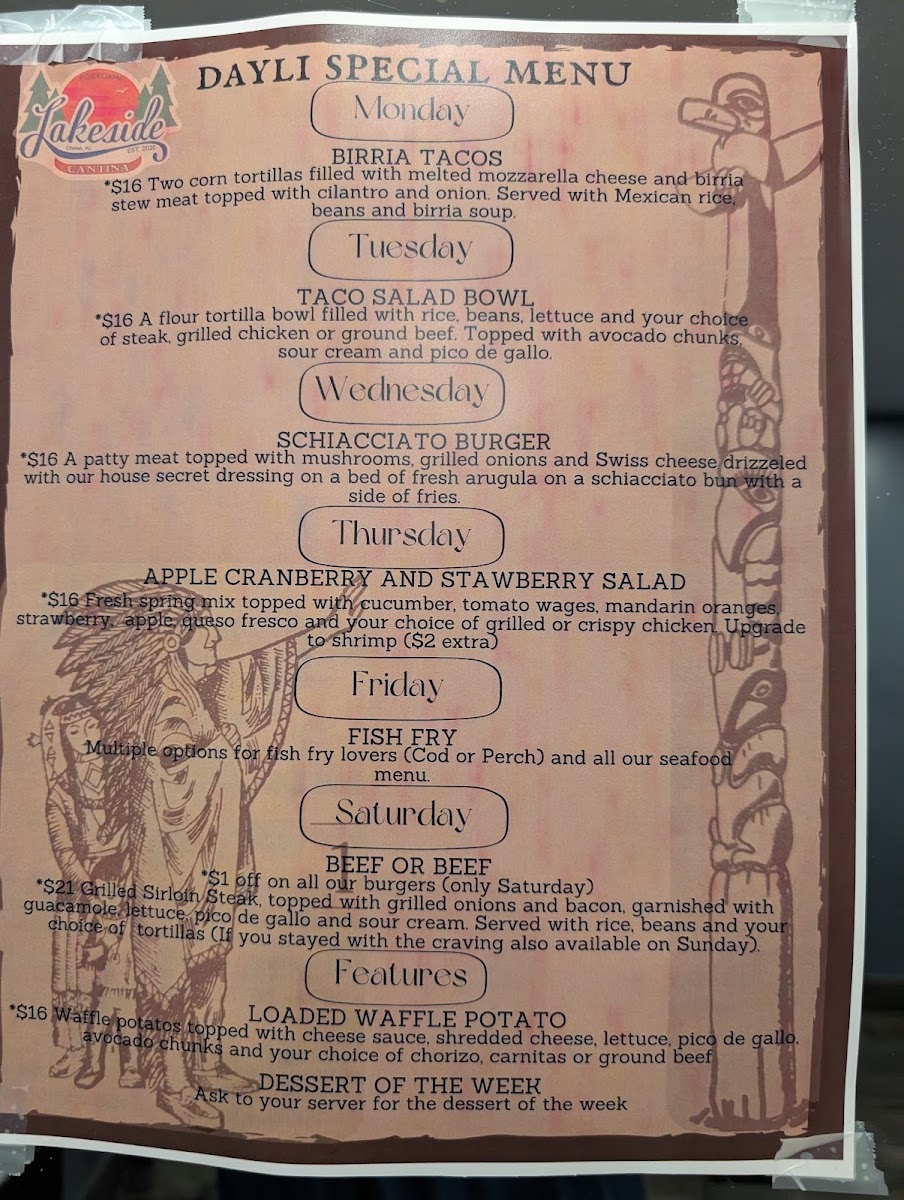 DAYLI SPECIAL MENU
POKEGAMA
Lakeside
Chetek, WI.
EST. 2025
CANTINA
Monday
BIRRIA TACOS
*$16 Two corn tortillas filled with melted mozzarella cheese and birria
stew meat topped with cilantro and onion. Served with Mexican rice,
beans and birria soup.
Tuesday
TACO SALAD BOWL
*$16 A flour tortilla bowl filled with rice, beans, lettuce and your choice
of steak, grilled chicken or ground beef. Topped with avocado chunks,
sour cream and pico de gallo.
Wednesday
SCHIACCIATO BURGER
*$16 A patty meat topped with mushrooms, grilled onions and Swiss cheese drizzeled
with our house secret dressing on a bed of fresh arugula on a schiacciato bun with a
side of fries.
Thursday
APPLE CRANBERRY AND STAWBERRY SALAD
*$16 Fresh spring mix topped with cucumber, tomato wages, mandarin oranges,
strawberry, apple, queso fresco and your choice of grilled or crispy chicken. Upgrade
to shrimp ($2 extra)
Friday
FISH FRY
Multiple options for fish fry lovers (Cod or Perch) and all our seafood
menu.
Saturday
BEEF OR BEEF
*$1 off on all our burgers (only Saturday)
*$21 Grilled Sirloin Steak, topped with grilled onions and bacon, garnished with
guacamole, lettuce, pico de gallo and sour cream. Served with rice, beans and your
choice of tortillas (If you stayed with the craving also available on Sunday).
Features
LOADED WAFFLE POTATO
*$16 Waffle potatos topped with cheese sauce, shredded cheese, lettuce, pico de gallo,
avocado chunks and your choice of chorizo, carnitas or ground beef
DESSERT OF THE WEEK
Ask to your server for the dessert of the week